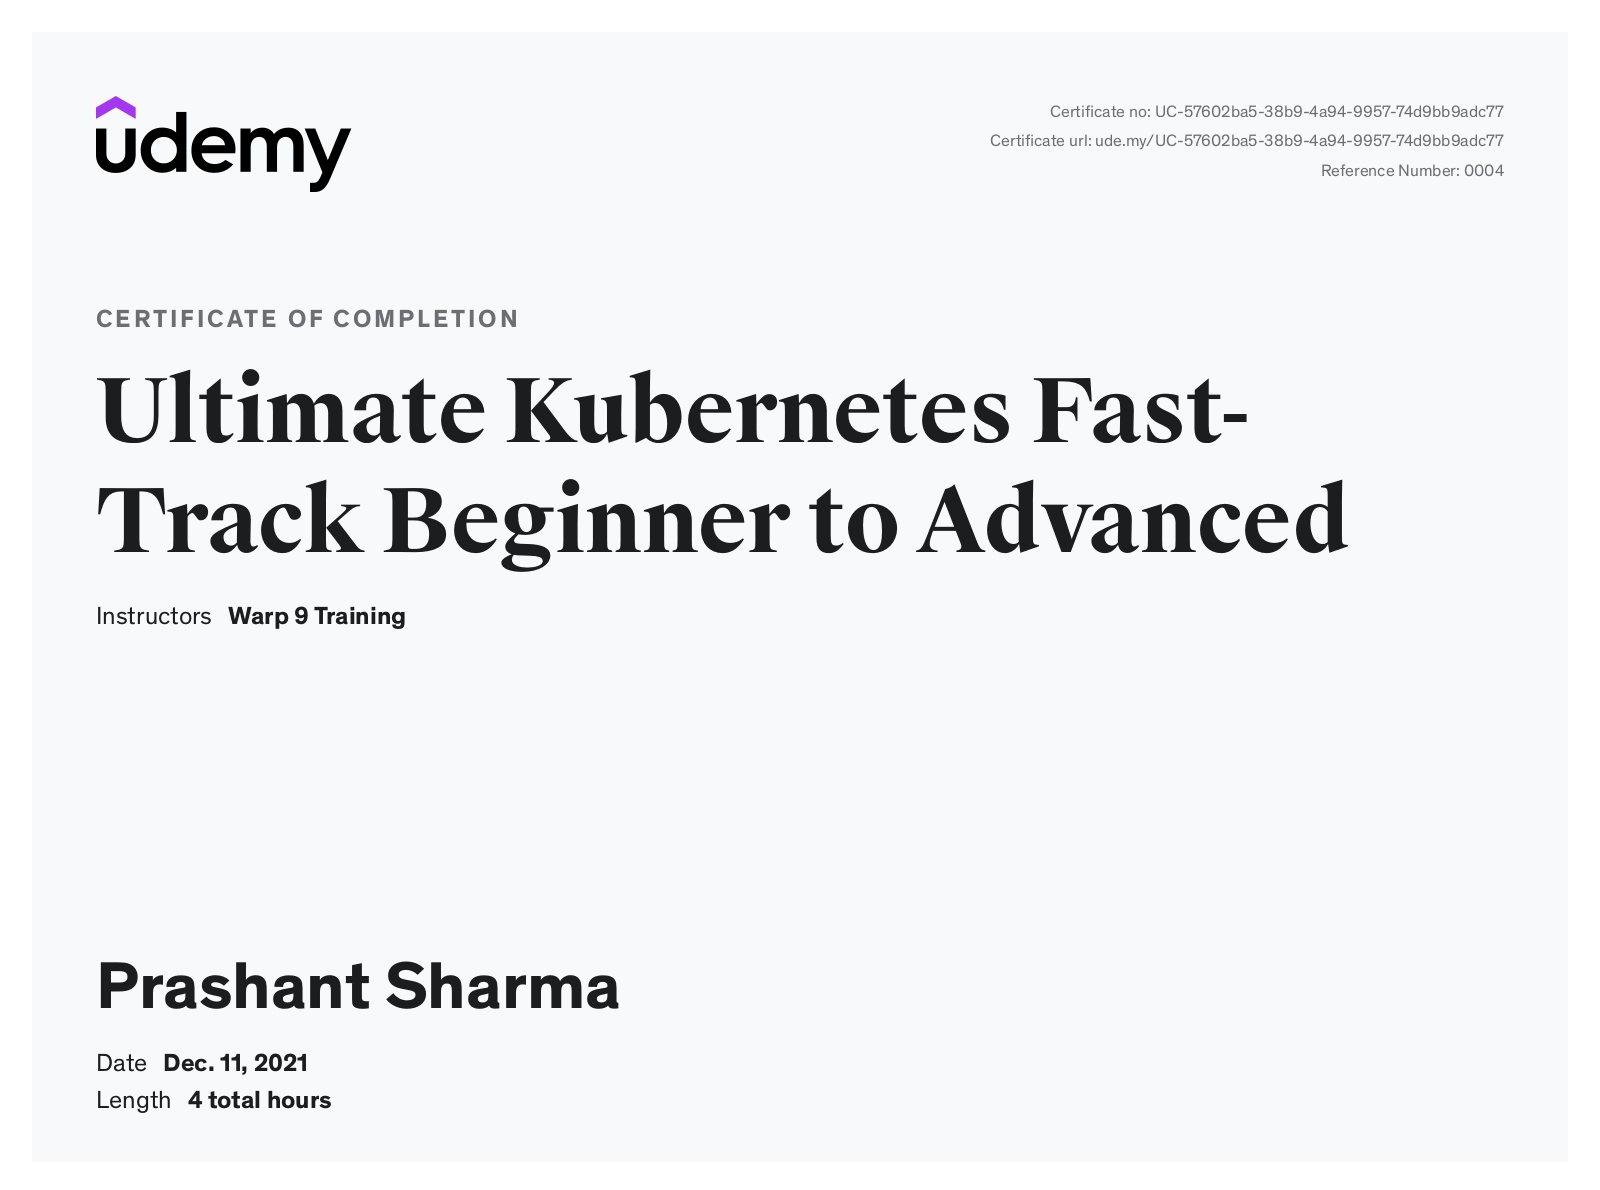 udemy
Certificate no: UC-57602ba5-38b9-4a94-9957-74d9bb9adc77
Certificate url: ude.my/UC-57602ba5-38b9-4a94-9957-74d9bb9adc77
Reference Number: 0004
CERTIFICATE OF COMPLETION
Ultimate Kubernetes Fast-
Track Beginner to Advanced
Instructors Warp 9 Training
Prashant Sharma
Date Dec. 11, 2021
Length 4 total hours